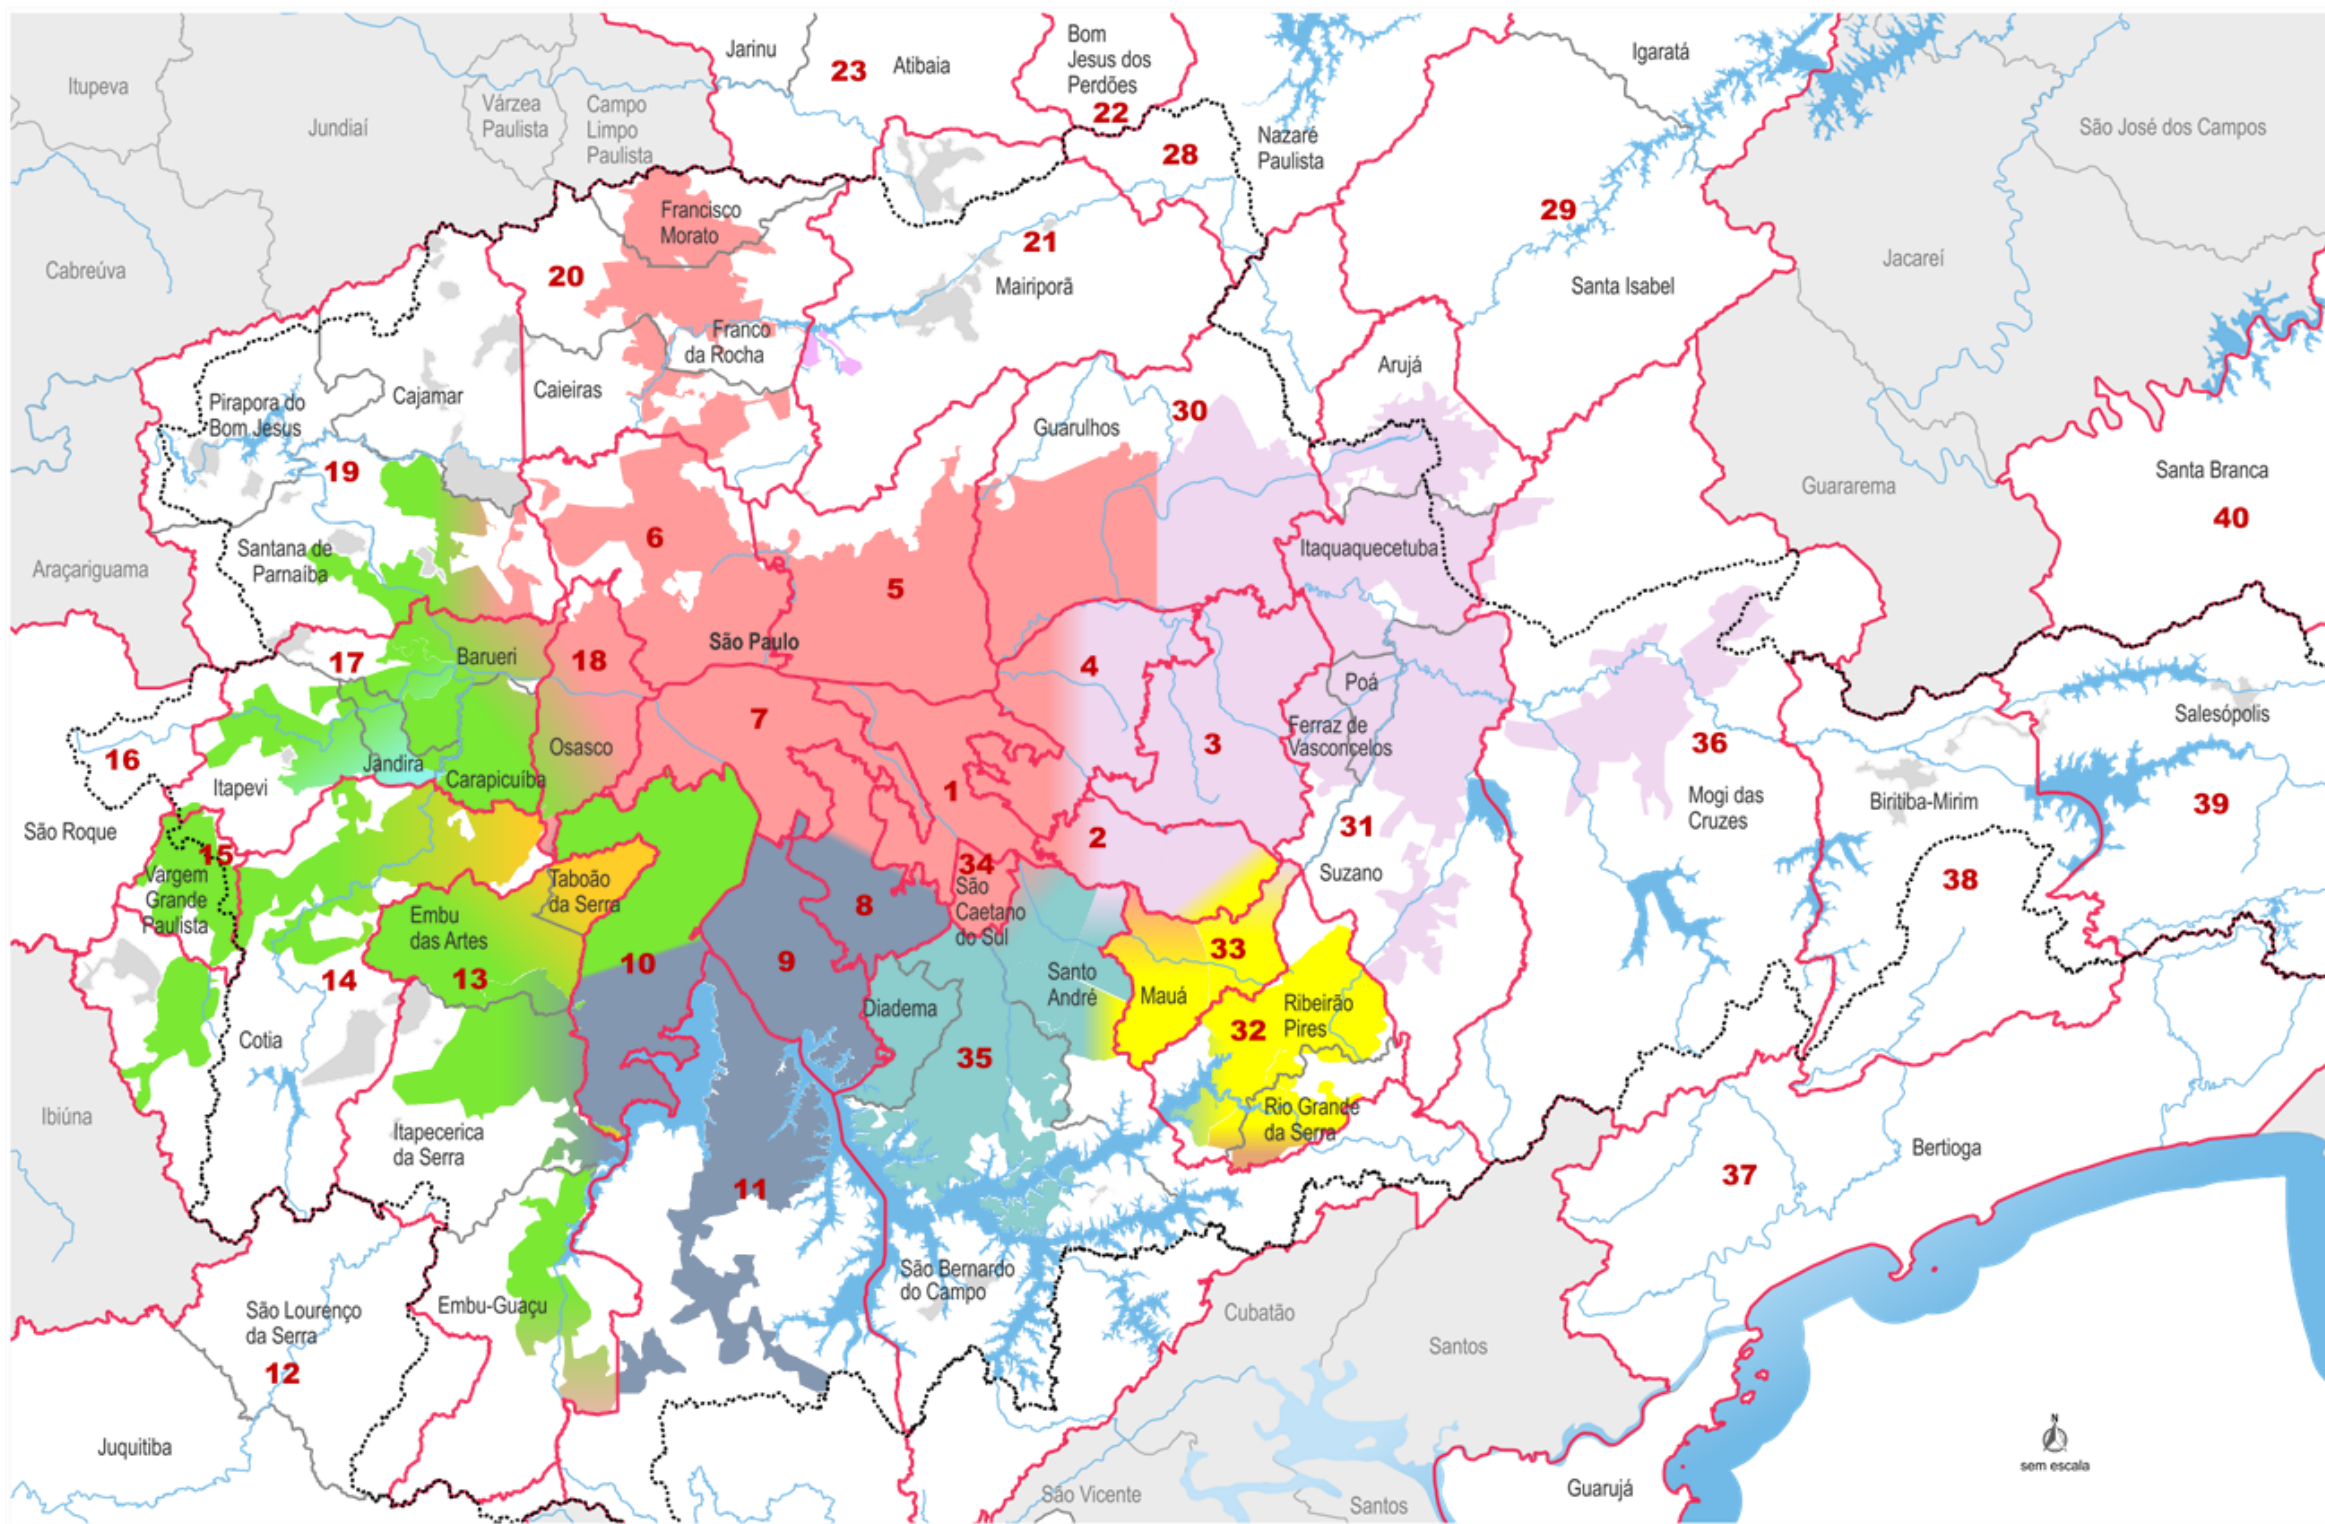 Jarinu
23
Atibaia
Bom
Jesus dos
Perdões
22
Igaratá
Itupeva
Jundiaí
Várzea
Paulista
Campo
Limpo
Paulista
São José dos Campos
28
Nazaré
Paulista
Francisco
Morato
29
21
Cabreúva
20
Mairiporã
Santa Isabel
Jacareí
Franco
da Rocha
Arujá
Pirapora do
Bom Jesus
Cajamar
Caieiras
30
Guarulhos
19
Santa Branca
Guararema
40
6
Santana de
Parnaíba
Itaquaquecetuba
Araçariguama
5
São Paulo
17
Barueri
18
4
Poá
Salesópolis
7
Ferraz de
Vasconcelos
3
36
16
Jandira
Osasco
Itapevi
Carapicuíba
1
Mogi das
Cruzes
Biritiba-Mirim
39
São Roque
31
2
15
Vargem
Grande
Paulista
34
São
Caetano
do Sul
Suzano
38
Taboão
da Serra
8
Embu
das Artes
33
10
9
13
14
Santo
André
Mauá
Diadema
Ribeirão
Pires
32
Cotia
35
Ibiúna
Rio Grande
da Serra
Itapecerica
da Serra
Bertioga
37
11
São Bernardo
do Campo
Embu-Guaçu
São Lourenço
da Serra
Cubatão
Santos
12
Juquitiba
N
sem escala
Guarujá
São Vicente
Santos